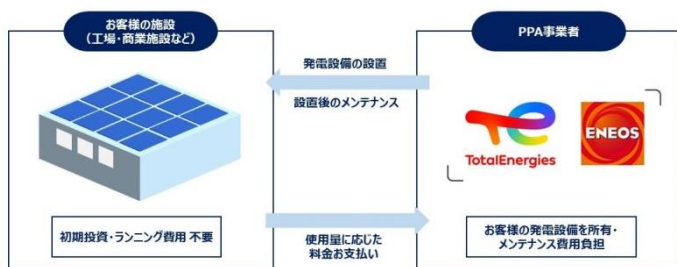 お客様の施設
(工場・商業施設など)
PPA事業者
発電設備の設置
設置後のメンテナンス
TotalEnergies
ENEOS
初期投資・ランニング費用 不要
使用量に応じた
料金お支払い
お客様の発電設備を所有・
メンテナンス費用負担